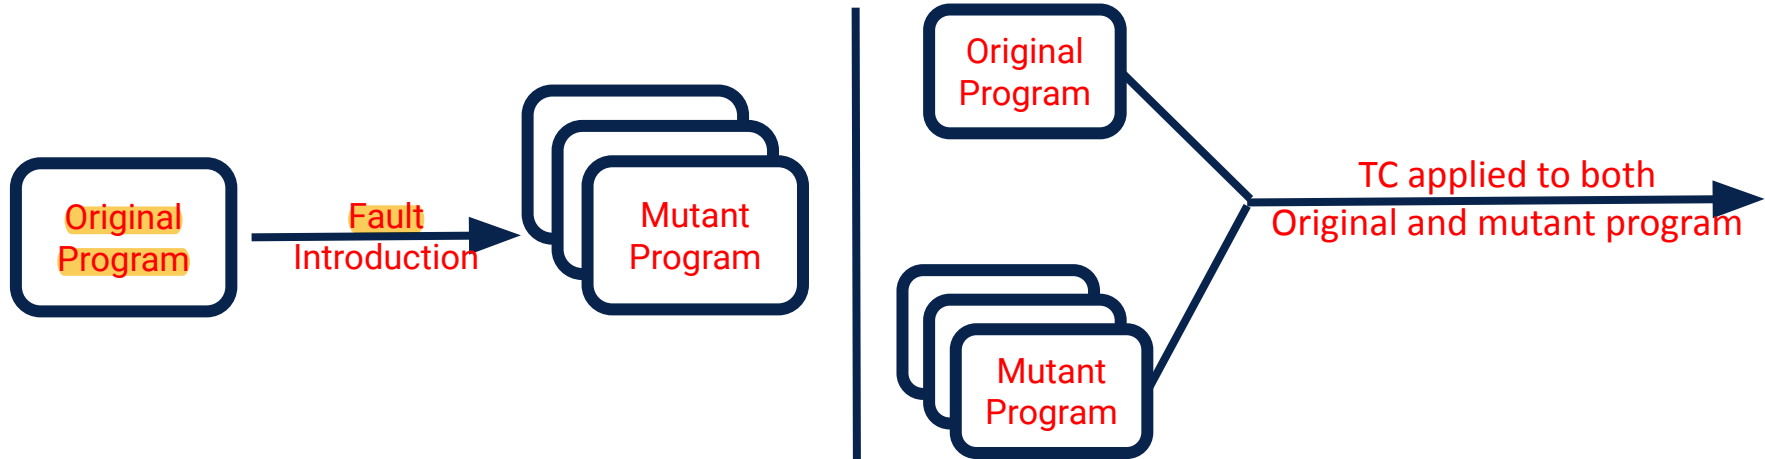 Original
Program
Fault
Introduction
Mutant
Program
Original
Program
Mutant
Program
TC applied to both
Original and mutant program